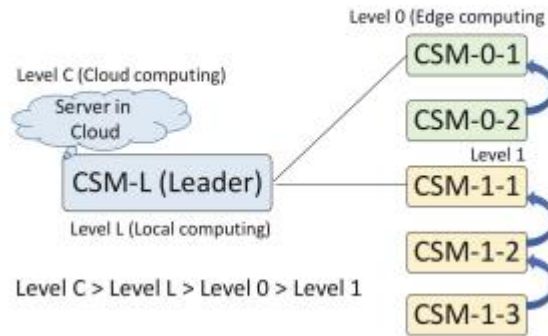 Level 0 (Edge computing
CSM-0-1
Level C (Cloud computing)
Server in
Cloud
CSM-0-2
Level 1
CSM-L (Leader)
CSM-1-1
Level L (Local computing)
CSM-1-2
Level C > Level L > Level 0 > Level 1
CSM-1-3